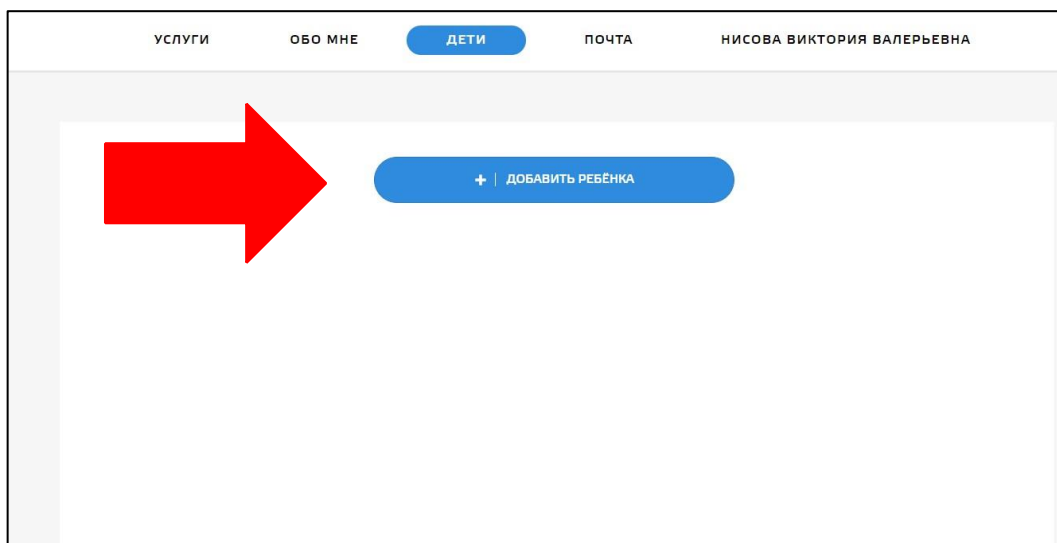 УСЛУГИ ОБО МНЕ ДЕТИ ПОЧТА НИСОВА ВИКТОРИЯ ВАЛЕРЬЕВНА
+ | ДОБАВИТЬ РЕБЁНКА